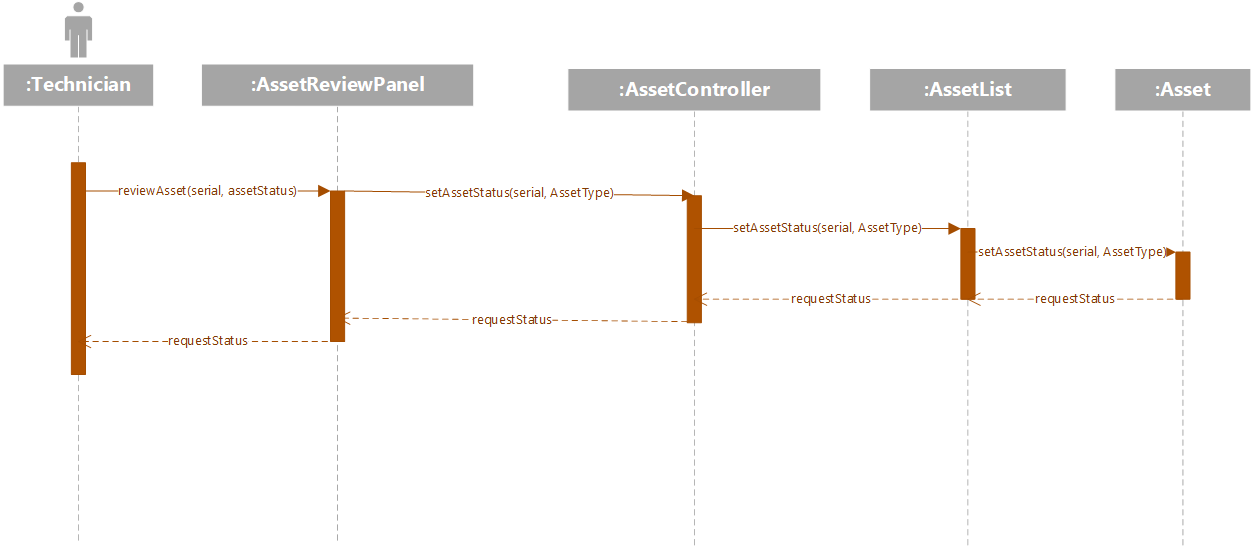 :Technician
:AssetReviewPanel
:AssetController
:AssetList
:Asset
reviewAsset(serial, assetStatus)
setAssetStatus(serial, AssetType)
setAssetStatus(serial, AssetType)
setAssetStatus(serial, AssetType)
requestStatus
requestStatus
requestStatus
requestStatus